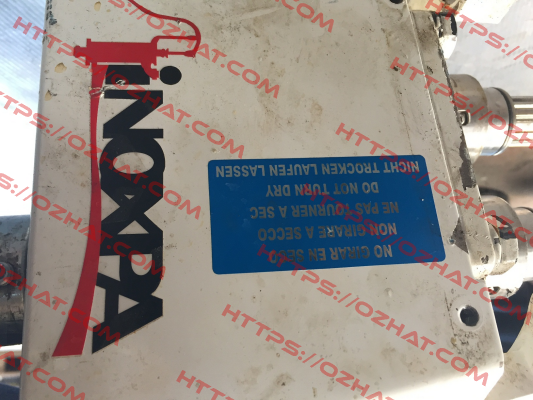 iNOXPA
NO GIRAR EN SECO
NON GIRARE A SECCO
NE PAS TOURNER A SEC
DO NOT TURN DRY
NICHT TROCKEN LAUFEN LASSEN
HTTPS://OZHAT.COM